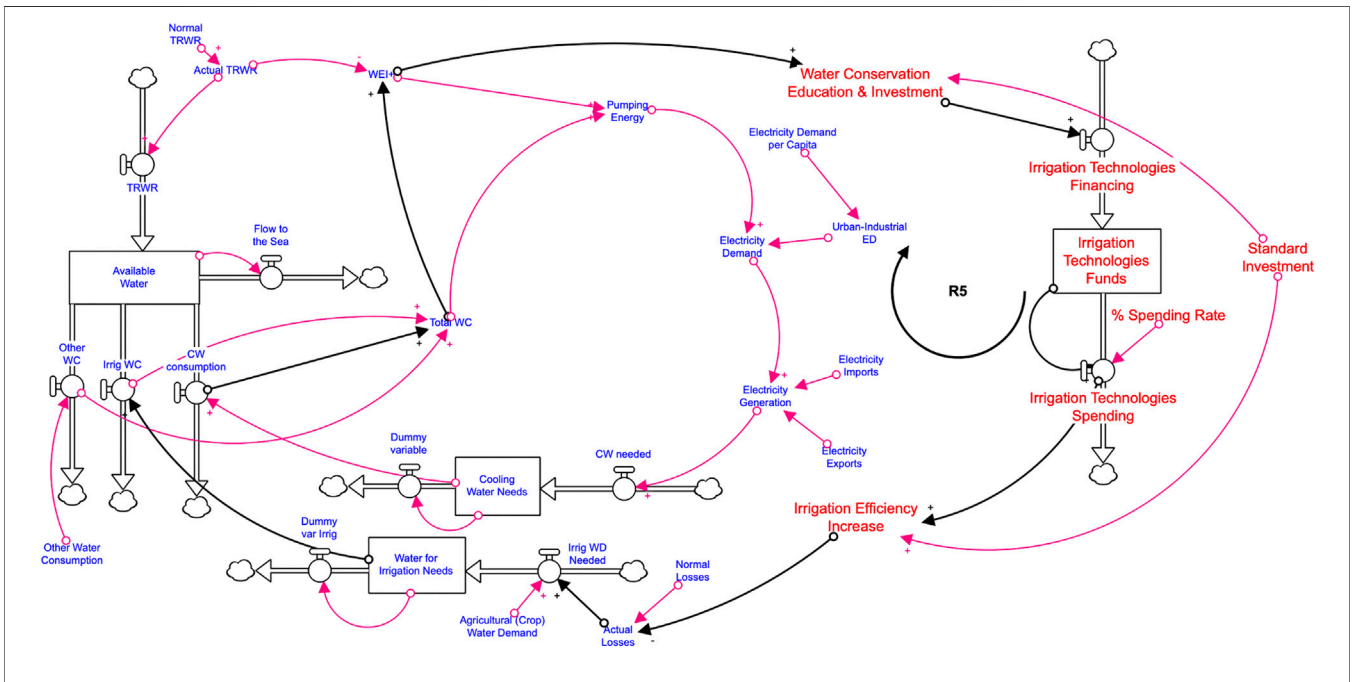 Normal
TRWR
+
Actual TRWR
-
WEI+
+
+
Water Conservation
Education & Investment
+
+
Pumping
Energy
Electricity Demand
per Capita
+
+
TRWR
Irrigation Technologies
Financing
Flow to
the Sea
+
Urban-Industrial
ED
Electricity
Demand
Available
Water
Irrigation
Technologies
Funds
Standard
Investment
R5
+
Total WC
+
+
% Spending Rate
Other
WC
Irrig WC
CW
consumption
Electricity
Imports
+
+
Electricity
Generation
+
+
Irrigation Technologies
Spending
Dummy
variable
CW needed
Electricity
Exports
Cooling
Water Needs
+
Irrigation Efficiency
Increase
+
+
Dummy
var Irrig
Other Water
Consumption
Water for
Irrigation Needs
Irrig WD
Needed
Normal
Losses
+
+
Agricultural (Crop)
Water Demand
Actual
Losses
-